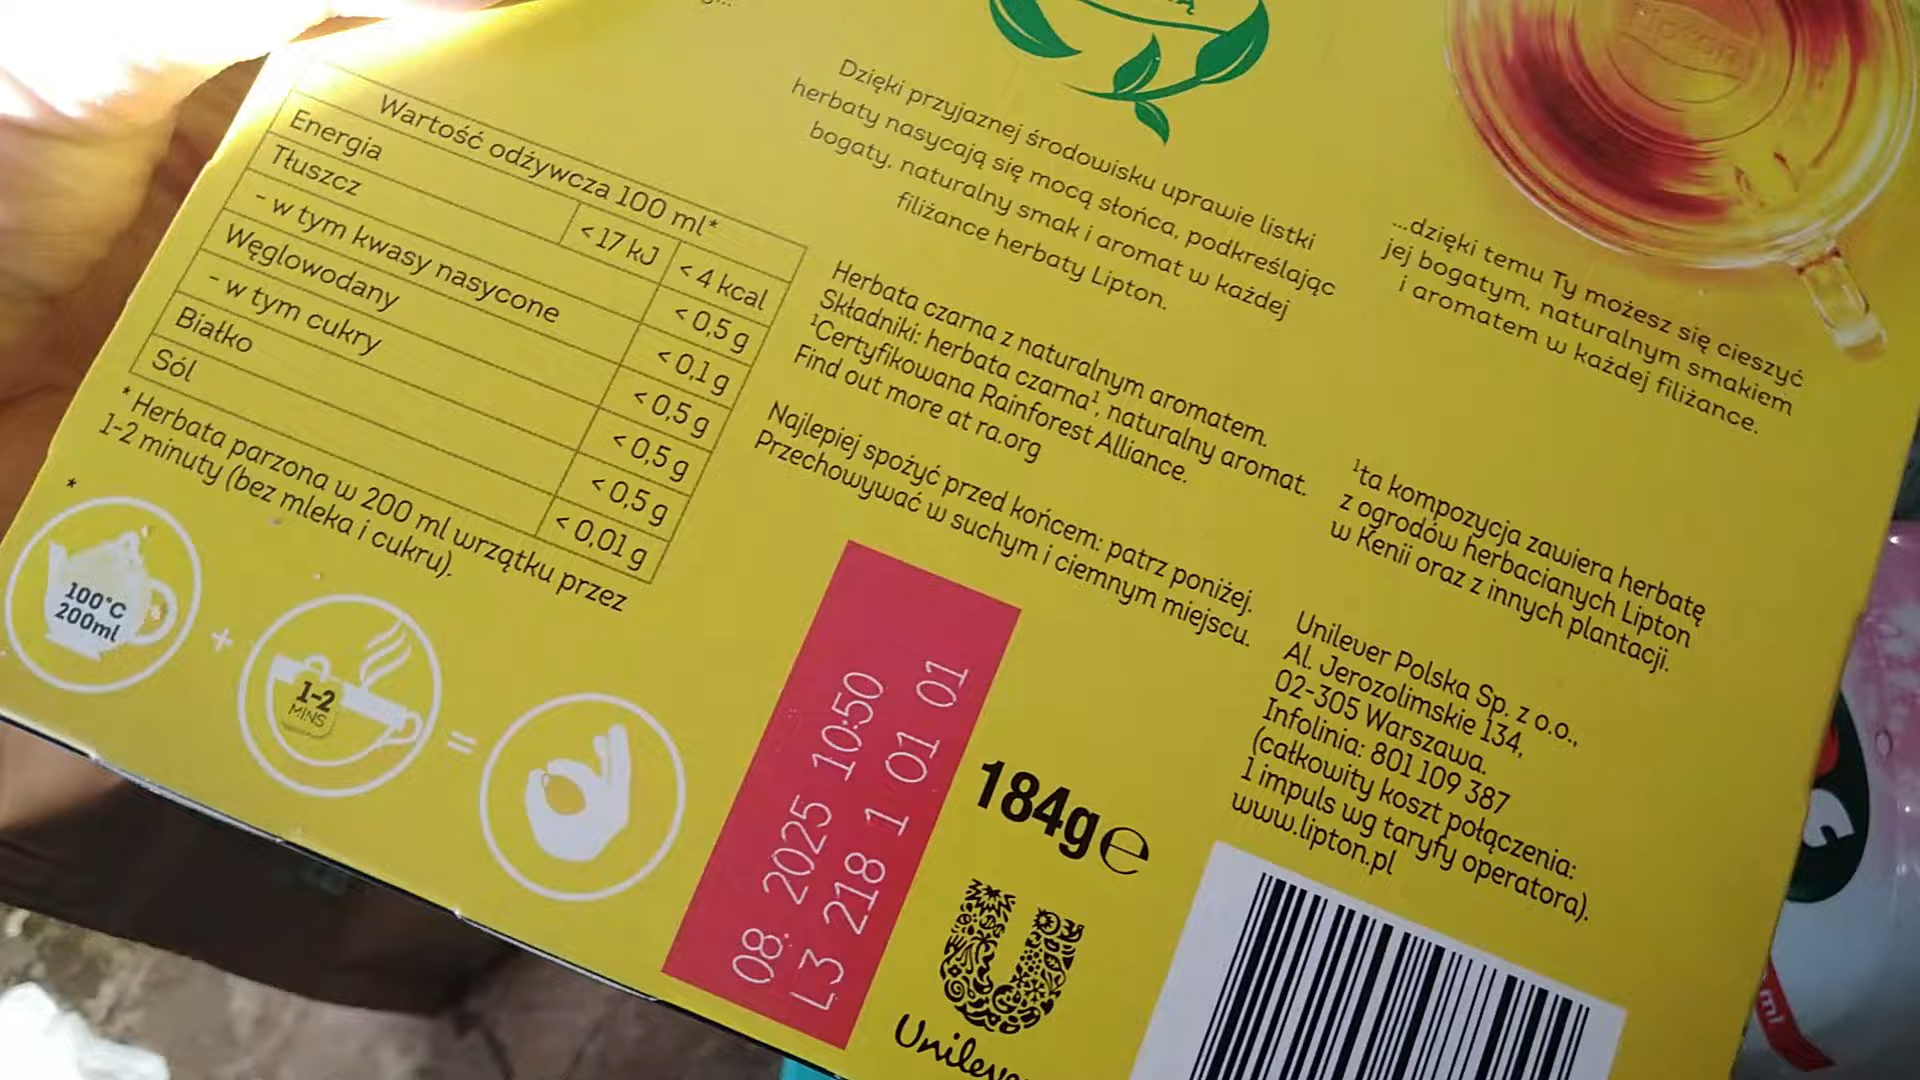 Wartość odżywcza 100 ml*
Energia < 17 kJ < 4 kcal
Tłuszcz < 0,5 g
- w tym kwasy nasycone < 0,1 g
Węglowodany < 0,5 g
- w tym cukry < 0,5 g
Białko < 0,5 g
Sól < 0,01 g
* Herbata parzona w 200 ml wrzątku przez
1-2 minuty (bez mleka i cukru).
*
100°C
200ml
+
1-2
MINS
=
Dzięki przyjaznej środowisku uprawie listki
herbaty nasycają się mocą słońca, podkreślając
bogaty, naturalny smak i aromat w każdej
filiżance herbaty Lipton.
Herbata czarna z naturalnym aromatem.
Składniki: herbata czarna¹, naturalny aromat.
¹Certyfikowana Rainforest Alliance.
Find out more at ra.org
Najlepiej spożyć przed końcem: patrz poniżej.
Przechowywać w suchym i ciemnym miejscu.
08. 2025 10:50
L3 218 1 01 01
184g e
Unilever
Lipton
...dzięki temu Ty możesz się cieszyć
jej bogatym, naturalnym smakiem
i aromatem w każdej filiżance.
¹ta kompozycja zawiera herbatę
z ogrodów herbacianych Lipton
w Kenii oraz z innych plantacji.
Unilever Polska Sp. z o.o.,
Al. Jerozolimskie 134,
02-305 Warszawa.
Infolinia: 801 109 387
(całkowity koszt połączenia:
1 impuls wg taryfy operatora).
www.lipton.pl
ml